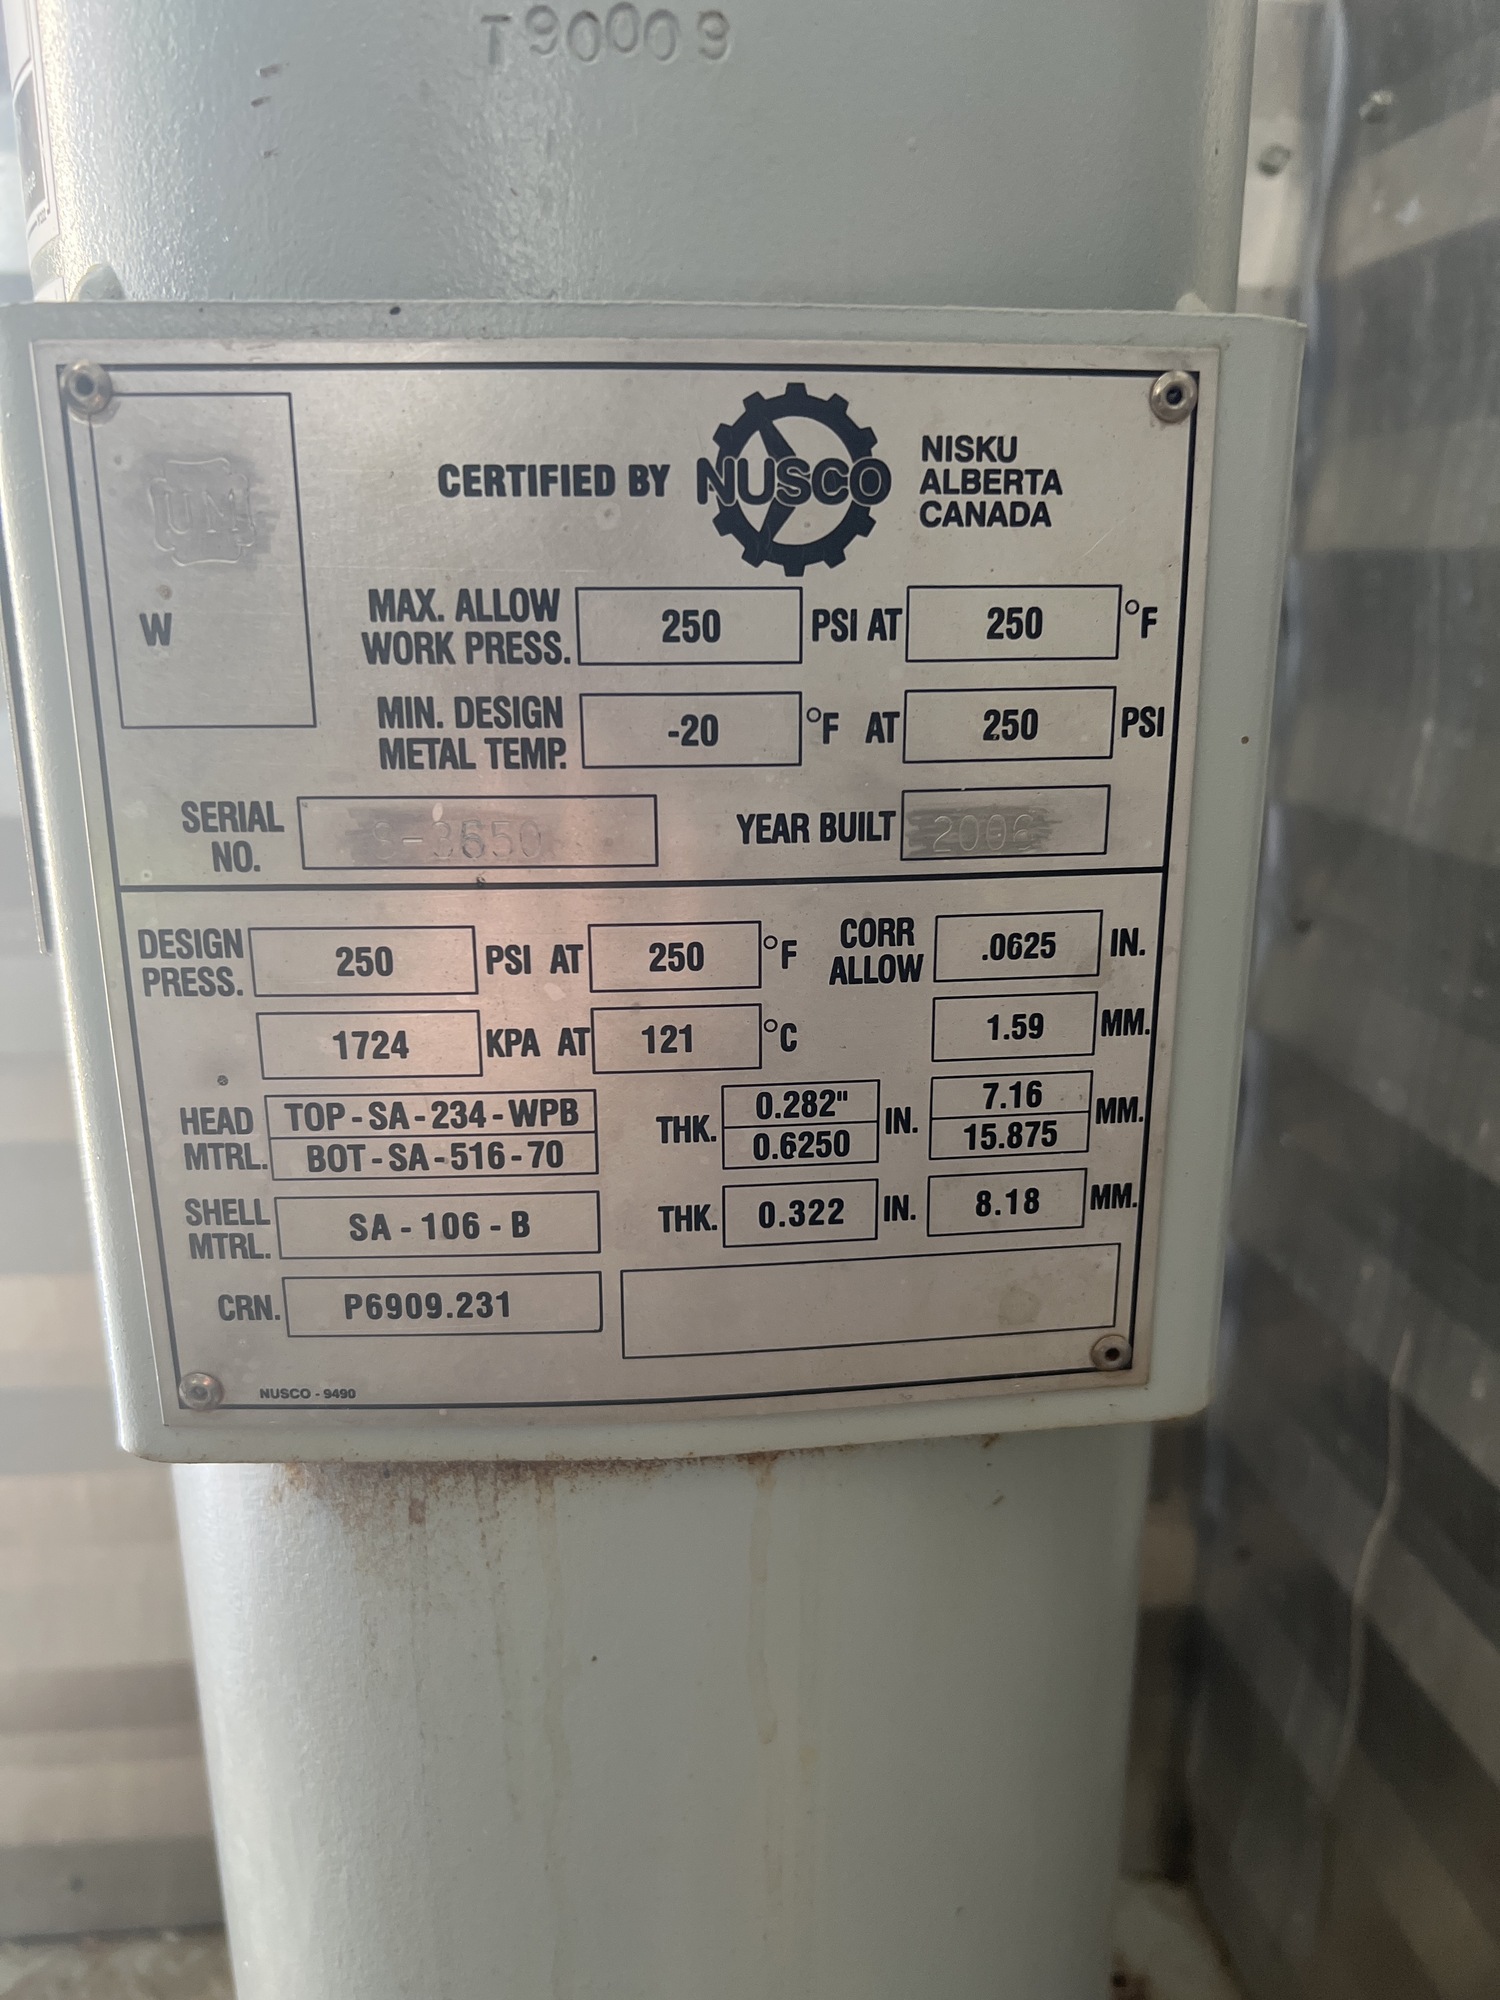 T90009
UM
W
CERTIFIED BY NUSCO
NISKU
ALBERTA
CANADA
MAX. ALLOW
WORK PRESS. 250 PSI AT 250 °F
MIN. DESIGN
METAL TEMP. -20 °F AT 250 PSI
SERIAL
NO. S-3650 YEAR BUILT 2006
DESIGN
PRESS. 250 PSI AT 250 °F
CORR
ALLOW .0625 IN.
1724 KPA AT 121 °C 1.59 MM.
HEAD
MTRL. TOP-SA-234-WPB
BOT-SA-516-70
THK. 0.282" IN. 7.16 MM.
0.6250 15.875
SHELL
MTRL. SA-106-B THK. 0.322 IN. 8.18 MM.
CRN. P6909.231
NUSCO - 9490